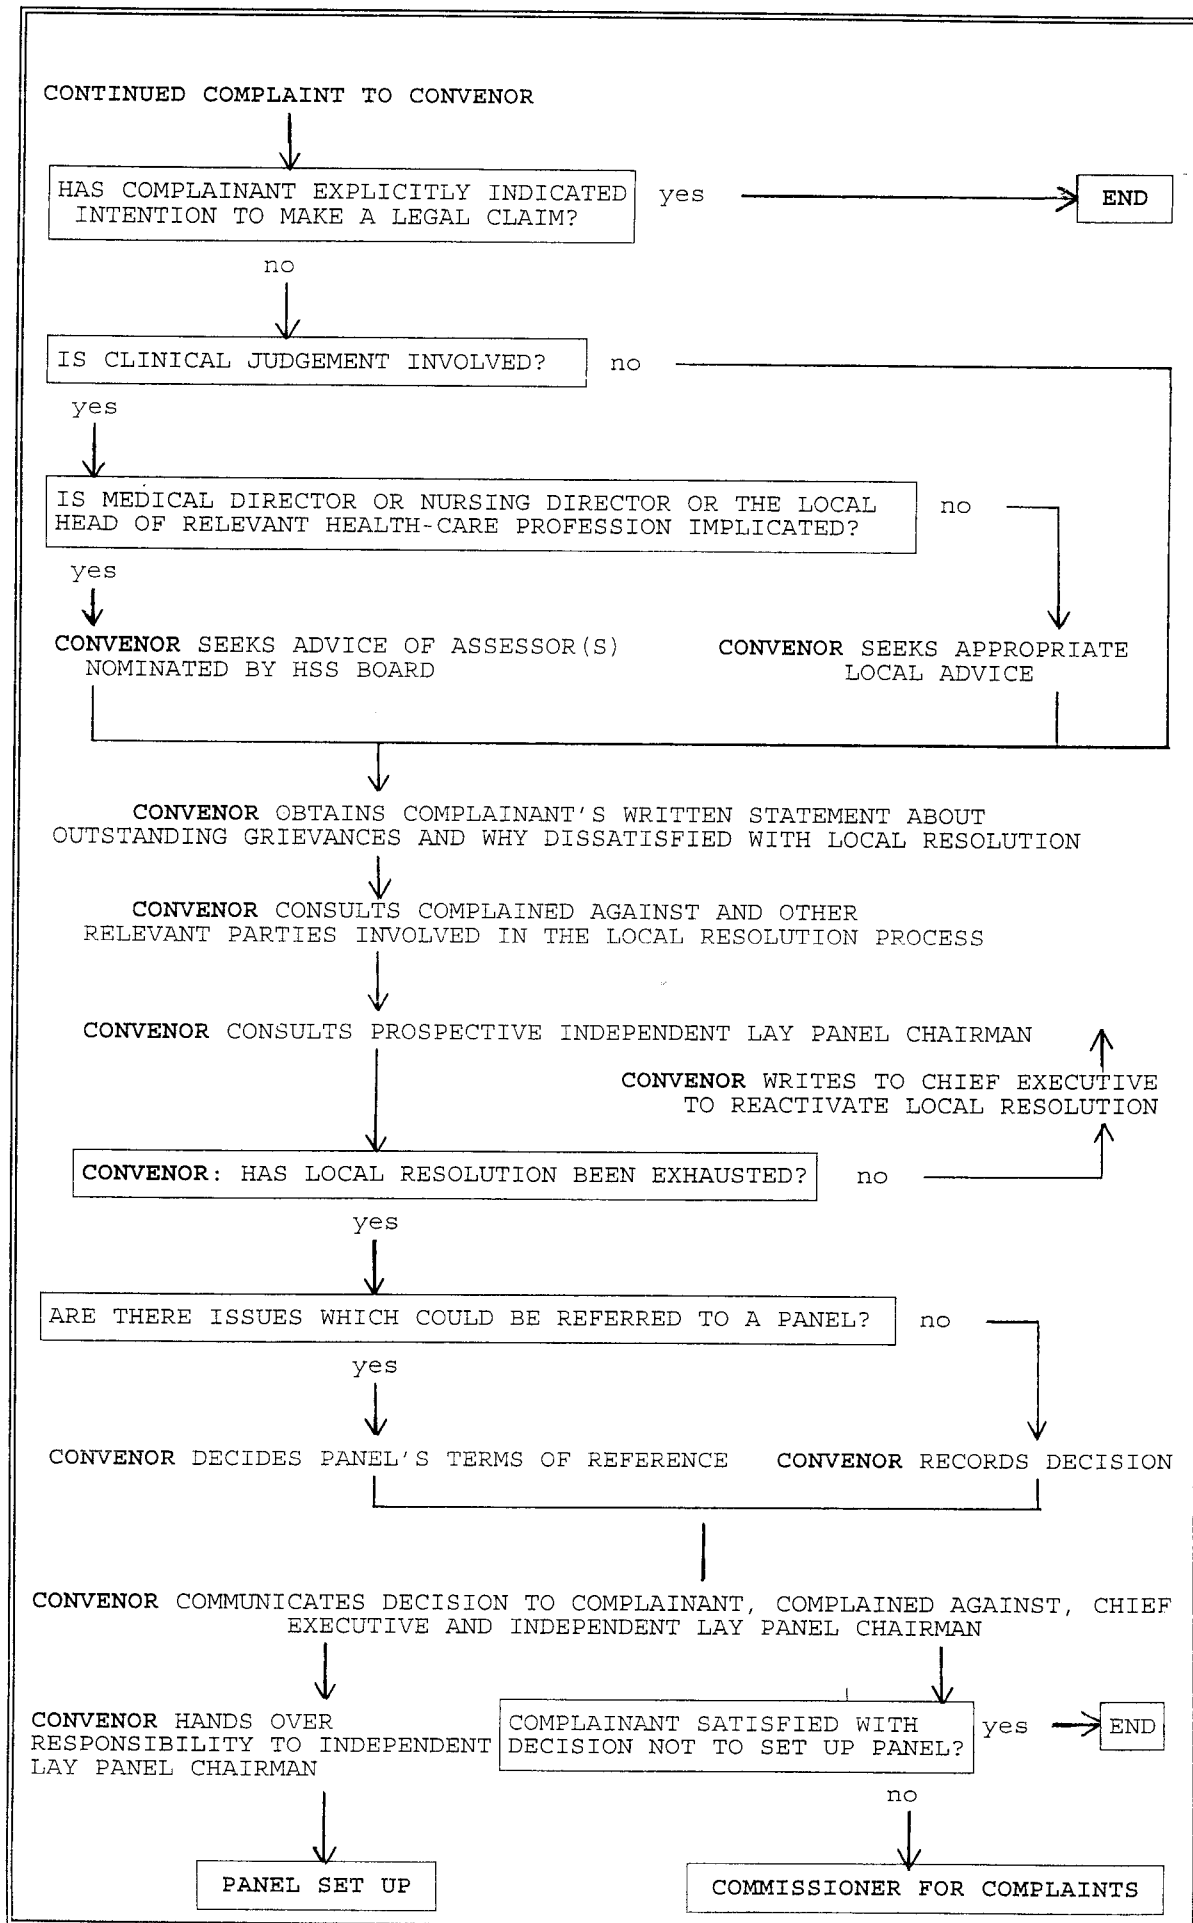 CONTINUED COMPLAINT TO CONVENOR
HAS COMPLAINANT EXPLICITLY INDICATED
INTENTION TO MAKE A LEGAL CLAIM?
yes
END
no
IS CLINICAL JUDGEMENT INVOLVED?
no
yes
IS MEDICAL DIRECTOR OR NURSING DIRECTOR OR THE LOCAL
HEAD OF RELEVANT HEALTH-CARE PROFESSION IMPLICATED?
no
yes
CONVENOR SEEKS ADVICE OF ASSESSOR(S)
NOMINATED BY HSS BOARD
CONVENOR SEEKS APPROPRIATE
LOCAL ADVICE
CONVENOR OBTAINS COMPLAINANT'S WRITTEN STATEMENT ABOUT
OUTSTANDING GRIEVANCES AND WHY DISSATISFIED WITH LOCAL RESOLUTION
CONVENOR CONSULTS COMPLAINED AGAINST AND OTHER
RELEVANT PARTIES INVOLVED IN THE LOCAL RESOLUTION PROCESS
CONVENOR CONSULTS PROSPECTIVE INDEPENDENT LAY PANEL CHAIRMAN
CONVENOR WRITES TO CHIEF EXECUTIVE
TO REACTIVATE LOCAL RESOLUTION
CONVENOR: HAS LOCAL RESOLUTION BEEN EXHAUSTED?
no
yes
ARE THERE ISSUES WHICH COULD BE REFERRED TO A PANEL?
no
yes
CONVENOR DECIDES PANEL'S TERMS OF REFERENCE
CONVENOR RECORDS DECISION
CONVENOR COMMUNICATES DECISION TO COMPLAINANT, COMPLAINED AGAINST, CHIEF
EXECUTIVE AND INDEPENDENT LAY PANEL CHAIRMAN
CONVENOR HANDS OVER
RESPONSIBILITY TO INDEPENDENT
LAY PANEL CHAIRMAN
COMPLAINANT SATISFIED WITH
DECISION NOT TO SET UP PANEL?
yes
END
no
PANEL SET UP
COMMISSIONER FOR COMPLAINTS